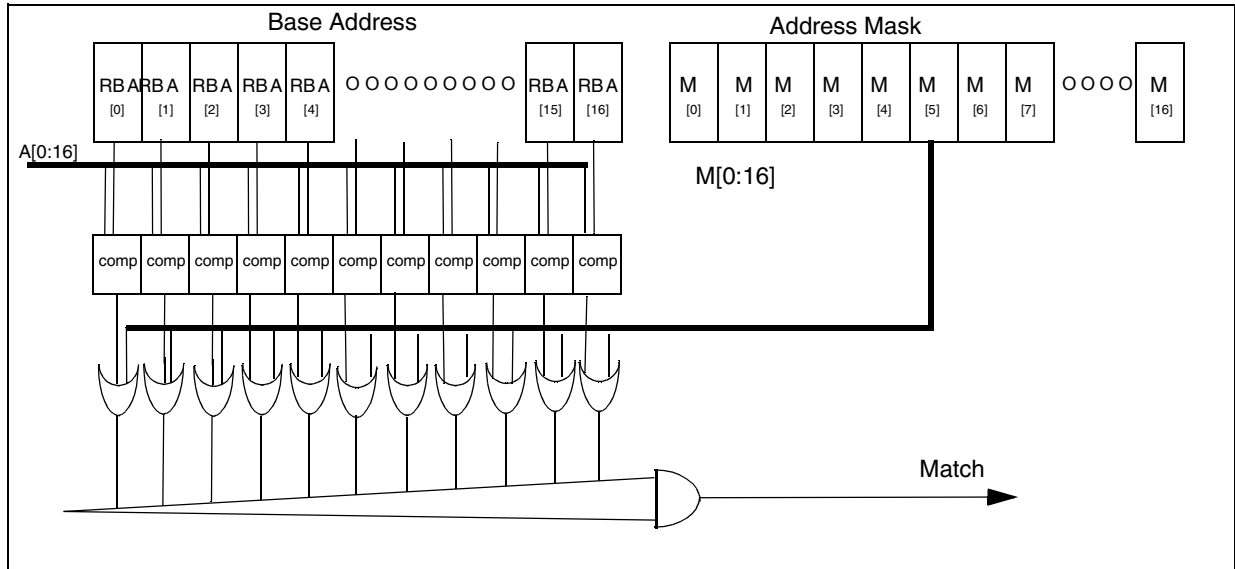 Base Address
Address Mask
RBA RBA RBA RBA RBA O O O O O O O O O RBA RBA
[0] [1] [2] [3] [4] [15] [16]
M M M M M M M M O O O O M
[0] [1] [2] [3] [4] [5] [6] [7] [16]
A[0:16]
M[0:16]
comp comp comp comp comp comp comp comp comp comp comp
Match